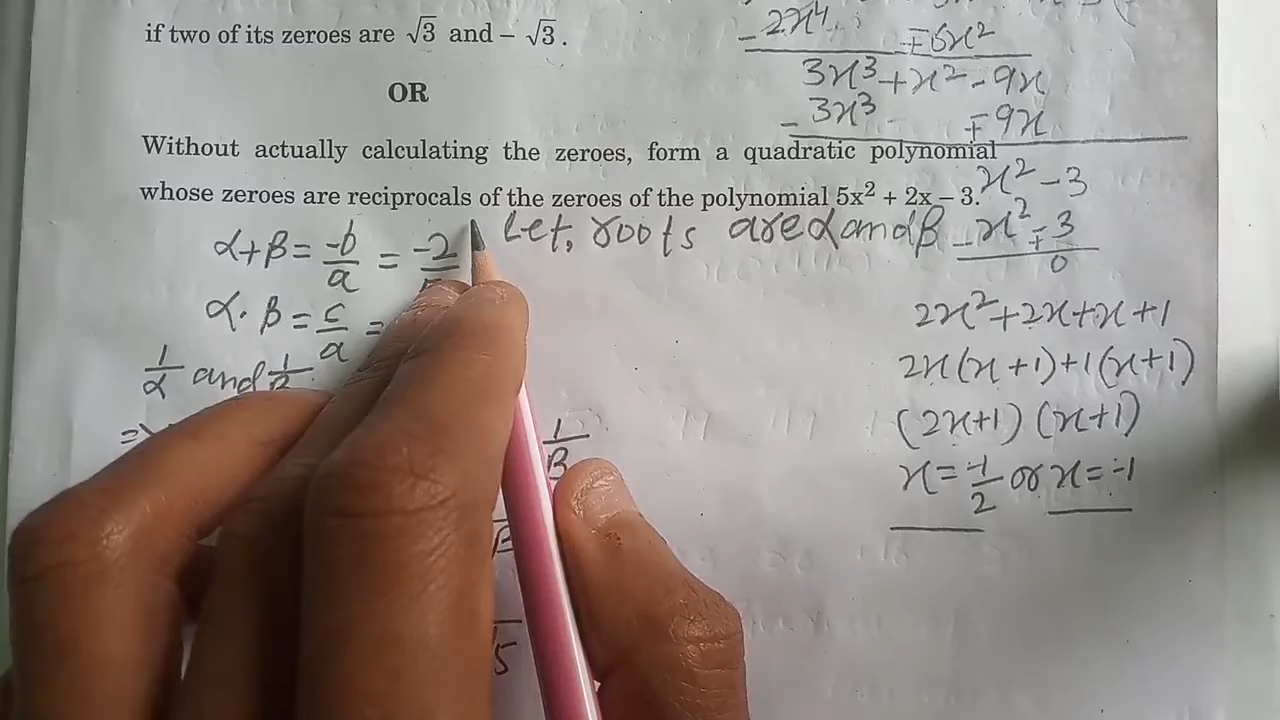 if two of its zeroes are √3 and – √3 .
OR
Without actually calculating the zeroes, form a quadratic polynomial
whose zeroes are reciprocals of the zeroes of the polynomial 5x² + 2x – 3.
Let, roots are α and β
α+β = -b/a = -2/
α · β = c/a =
1/α and 1/
1/β
5
- 2x⁴ ∓6x²
3x³+x²-9x
- 3x³ ∓9x
x²-3
- x² ∓3
0
2x²+2x+x+1
2x(x+1)+1(x+1)
(2x+1) (x+1)
x = -1/2 or x = -1